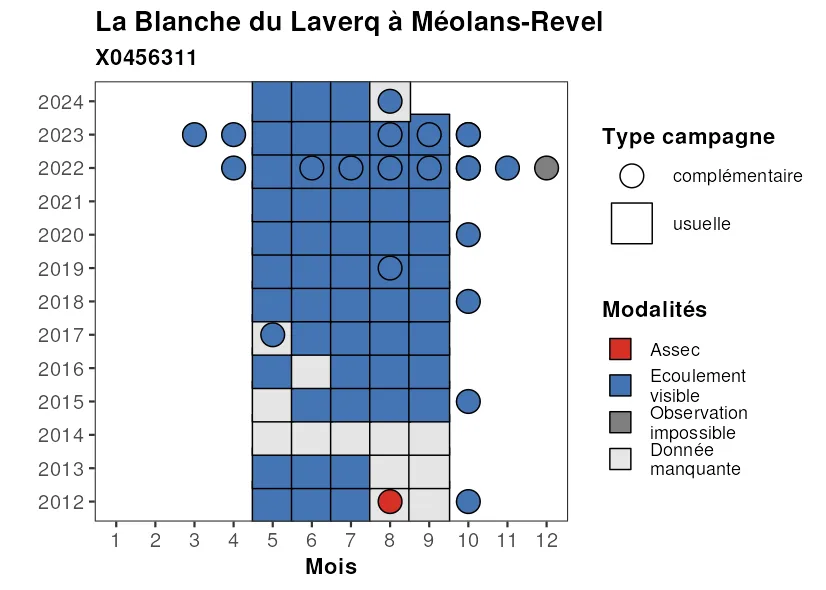 La Blanche du Laverq à Méolans-Revel
X0456311
2024
2023
2022
2021
2020
2019
2018
2017
2016
2015
2014
2013
2012
1 2 3 4 5 6 7 8 9 10 11 12
Mois
Type campagne
complémentaire
usuelle
Modalités
Assec
Ecoulement
visible
Observation
impossible
Donnée
manquante